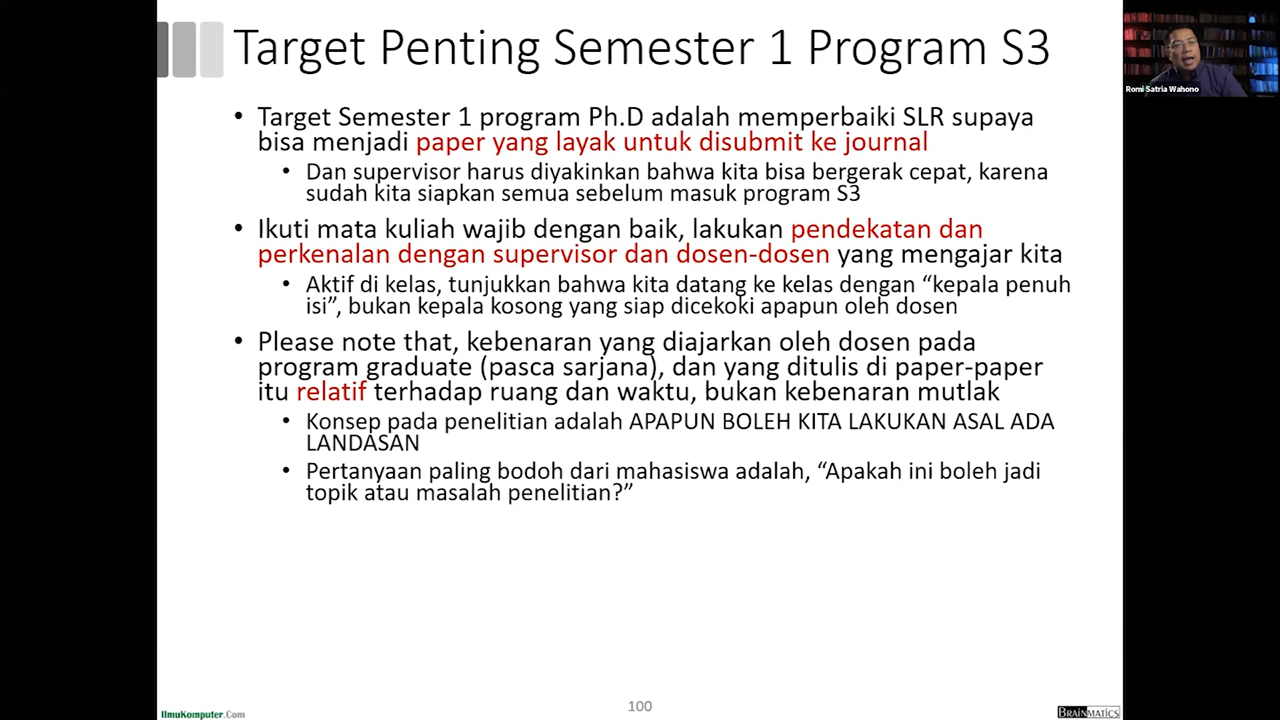 Target Penting Semester 1 Program S3
Romi Satria Wahono
• Target Semester 1 program Ph.D adalah memperbaiki SLR supaya
bisa menjadi paper yang layak untuk disubmit ke journal
• Dan supervisor harus diyakinkan bahwa kita bisa bergerak cepat, karena
sudah kita siapkan semua sebelum masuk program S3
• Ikuti mata kuliah wajib dengan baik, lakukan pendekatan dan
perkenalan dengan supervisor dan dosen-dosen yang mengajar kita
• Aktif di kelas, tunjukkan bahwa kita datang ke kelas dengan “kepala penuh
isi”, bukan kepala kosong yang siap dicekoki apapun oleh dosen
• Please note that, kebenaran yang diajarkan oleh dosen pada
program graduate (pasca sarjana), dan yang ditulis di paper-paper
itu relatif terhadap ruang dan waktu, bukan kebenaran mutlak
• Konsep pada penelitian adalah APAPUN BOLEH KITA LAKUKAN ASAL ADA
LANDASAN
• Pertanyaan paling bodoh dari mahasiswa adalah, “Apakah ini boleh jadi
topik atau masalah penelitian?”
IlmuKomputer.Com
100
BRAINMATICS